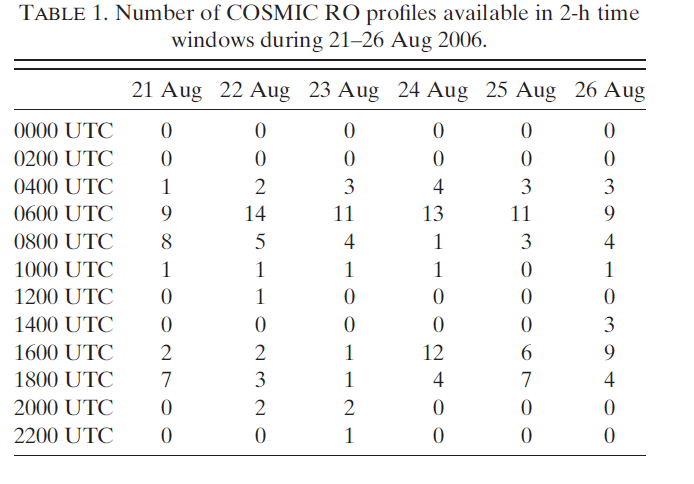 TABLE 1. Number of COSMIC RO profiles available in 2-h time
windows during 21–26 Aug 2006.
21 Aug 22 Aug 23 Aug 24 Aug 25 Aug 26 Aug
0000 UTC 0 0 0 0 0 0
0200 UTC 0 0 0 0 0 0
0400 UTC 1 2 3 4 3 3
0600 UTC 9 14 11 13 11 9
0800 UTC 8 5 4 1 3 4
1000 UTC 1 1 1 1 0 1
1200 UTC 0 1 0 0 0 0
1400 UTC 0 0 0 0 0 3
1600 UTC 2 2 1 12 6 9
1800 UTC 7 3 1 4 7 4
2000 UTC 0 2 2 0 0 0
2200 UTC 0 0 1 0 0 0